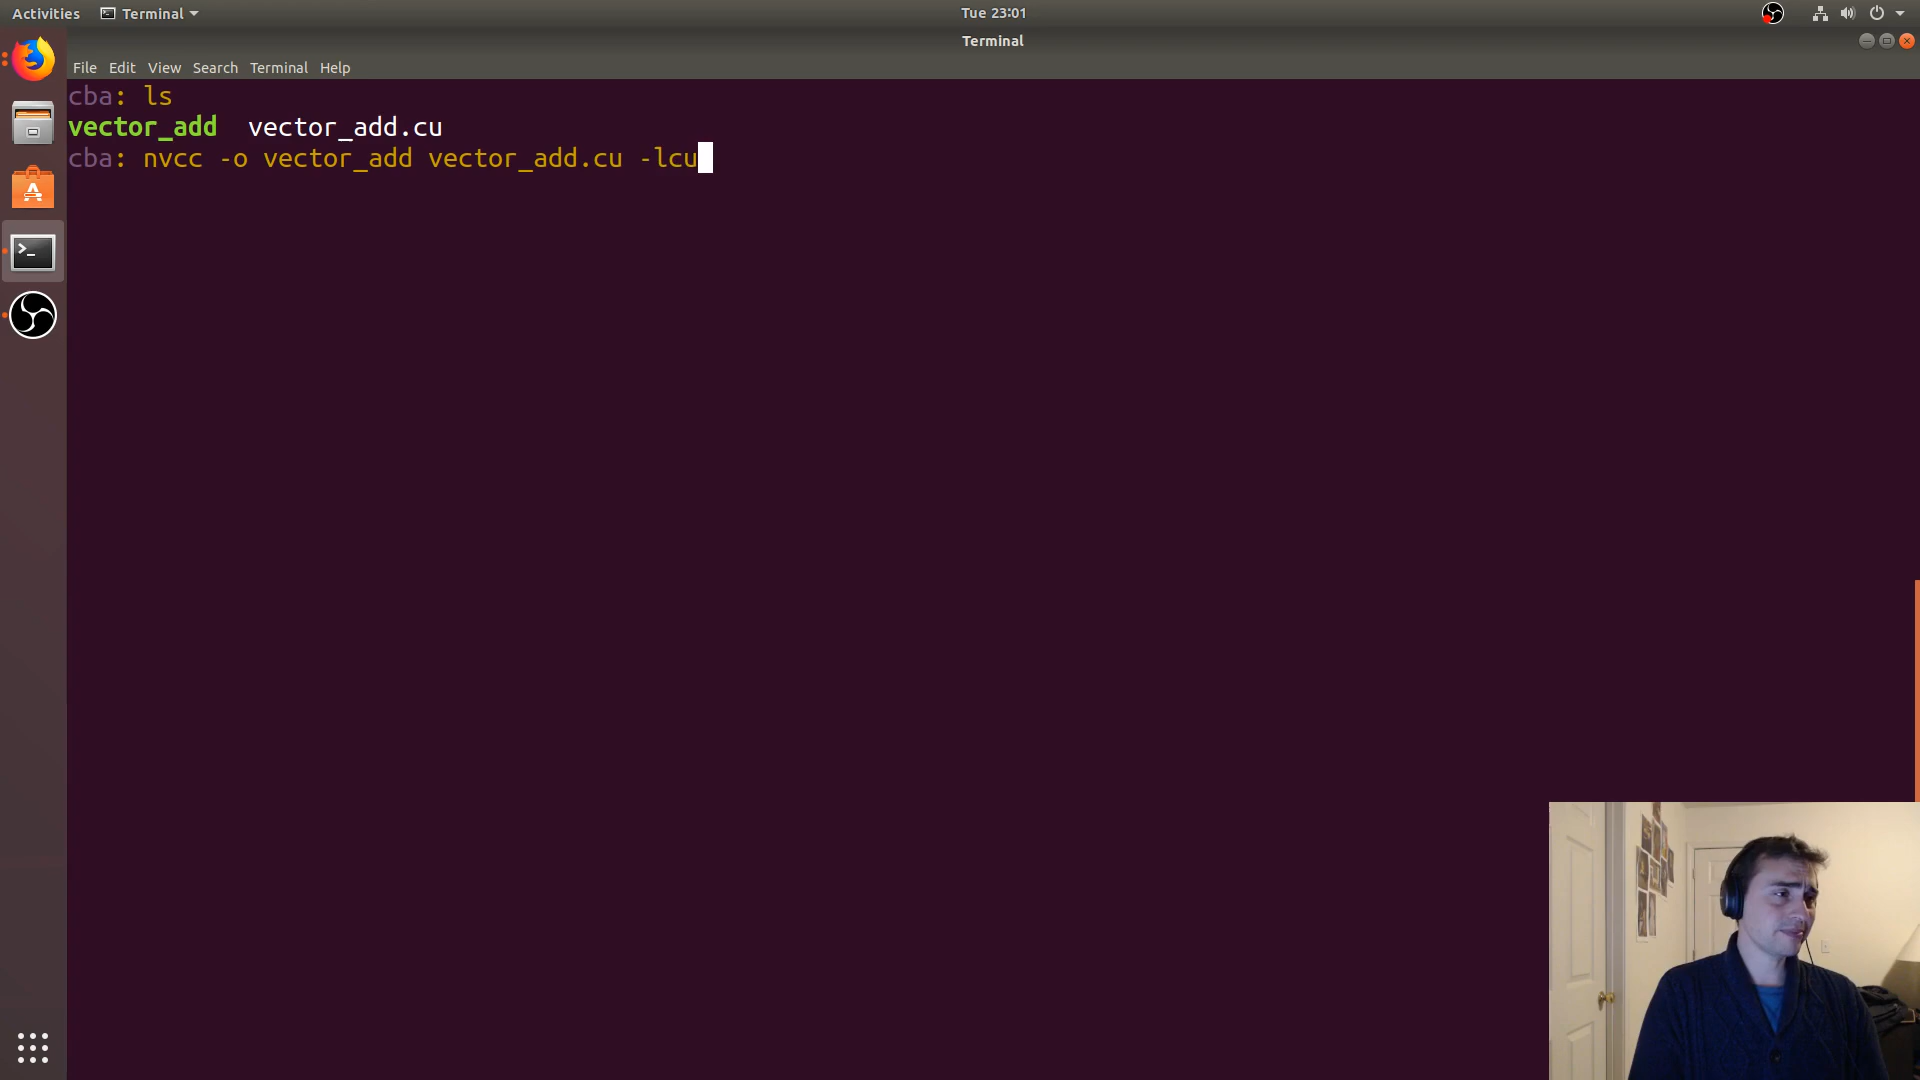 Activities
Terminal
Tue 23:01
Terminal
File Edit View Search Terminal Help
cba: ls
vector_add vector_add.cu
cba: nvcc -o vector_add vector_add.cu -lcu